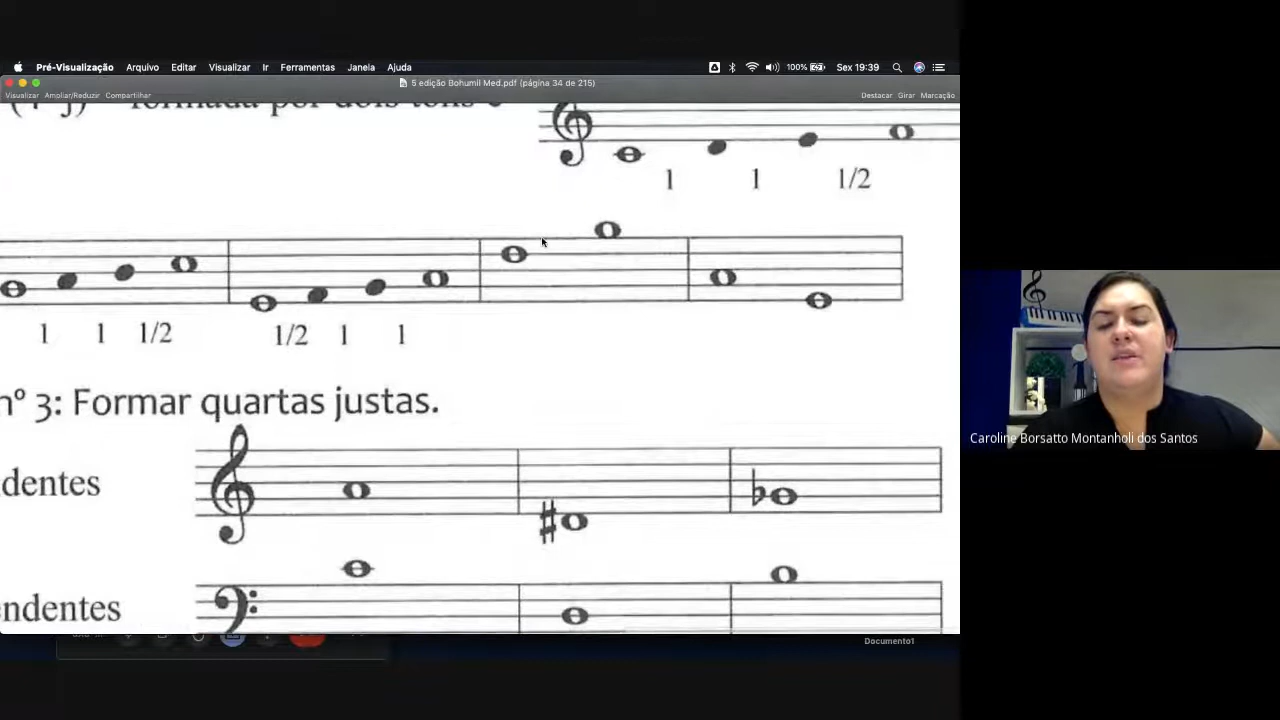 Pré-Visualização Arquivo Editar Visualizar Ir Ferramentas Janela Ajuda 100% Sex 19:39
5 edição Bohumil Med.pdf (página 34 de 215)
Visualizar Ampliar/Reduzir Compartilhar Destacar Girar Marcação
formada por dois tons e
1 1 1/2
1 1 1/2 1/2 1 1
nº 3: Formar quartas justas.
dentes
endentes
Caroline Borsatto Montanholi dos Santos
Documento1